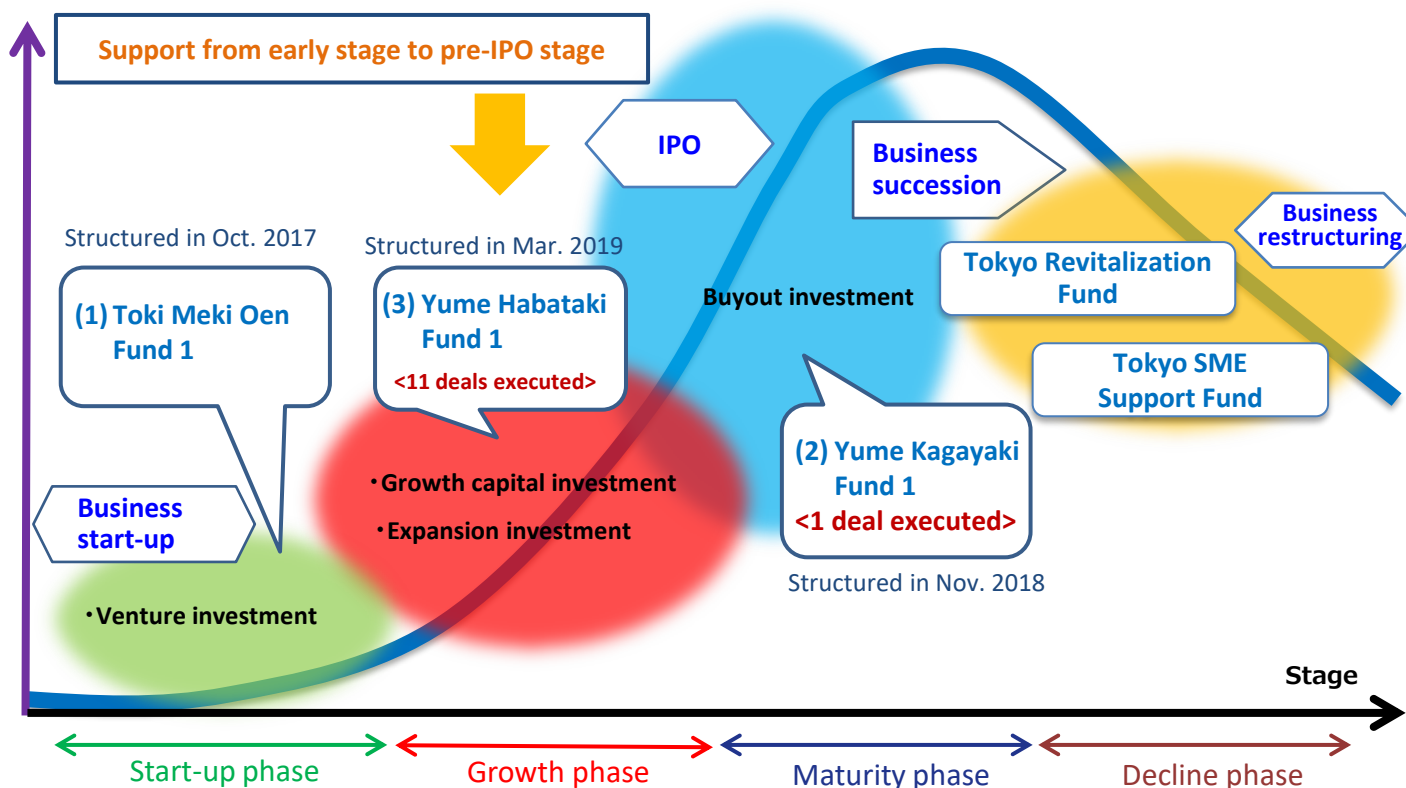 Support from early stage to pre-IPO stage
IPO
Business
succession
Business
restructuring
Structured in Oct. 2017
Structured in Mar. 2019
(1) Toki Meki Oen
Fund 1
(3) Yume Habataki
Fund 1
<11 deals executed>
Buyout investment
Tokyo Revitalization
Fund
Tokyo SME
Support Fund
(2) Yume Kagayaki
Fund 1
<1 deal executed>
Structured in Nov. 2018
・Growth capital investment
・Expansion investment
Business
start-up
・Venture investment
Stage
Start-up phase
Growth phase
Maturity phase
Decline phase